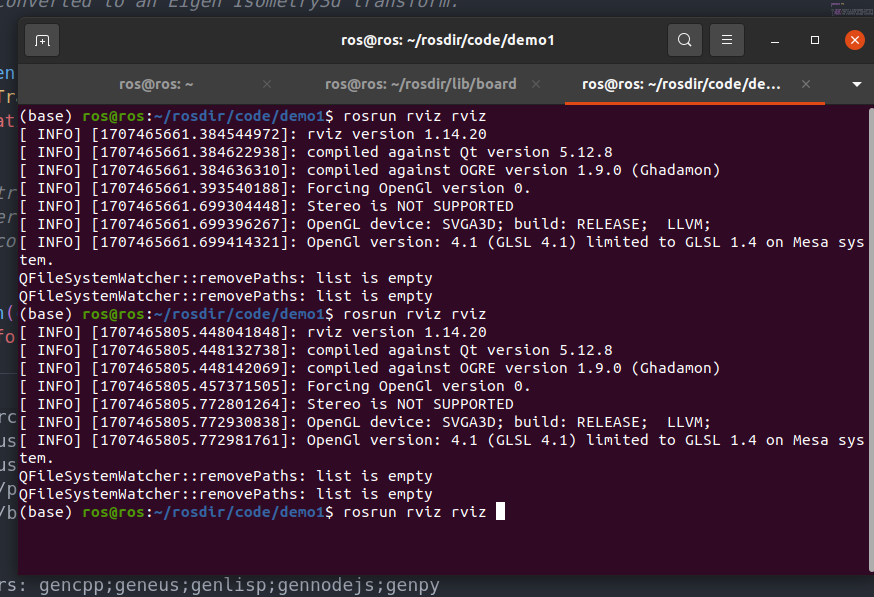 converted to an Eigen Isometry3d transform.
ros@ros: ~/rosdir/code/demo1
ros@ros: ~
ros@ros: ~/rosdir/lib/board
ros@ros: ~/rosdir/code/de...
(base) ros@ros:~/rosdir/code/demo1$ rosrun rviz rviz
[ INFO] [1707465661.384544972]: rviz version 1.14.20
[ INFO] [1707465661.384622938]: compiled against Qt version 5.12.8
[ INFO] [1707465661.384636310]: compiled against OGRE version 1.9.0 (Ghadamon)
[ INFO] [1707465661.393540188]: Forcing OpenGl version 0.
[ INFO] [1707465661.699304448]: Stereo is NOT SUPPORTED
[ INFO] [1707465661.699396267]: OpenGL device: SVGA3D; build: RELEASE;  LLVM;
[ INFO] [1707465661.699414321]: OpenGl version: 4.1 (GLSL 4.1) limited to GLSL 1.4 on Mesa sys
tem.
QFileSystemWatcher::removePaths: list is empty
QFileSystemWatcher::removePaths: list is empty
(base) ros@ros:~/rosdir/code/demo1$ rosrun rviz rviz
[ INFO] [1707465805.448041848]: rviz version 1.14.20
[ INFO] [1707465805.448132738]: compiled against Qt version 5.12.8
[ INFO] [1707465805.448142069]: compiled against OGRE version 1.9.0 (Ghadamon)
[ INFO] [1707465805.457371505]: Forcing OpenGl version 0.
[ INFO] [1707465805.772801264]: Stereo is NOT SUPPORTED
[ INFO] [1707465805.772930838]: OpenGL device: SVGA3D; build: RELEASE;  LLVM;
[ INFO] [1707465805.772981761]: OpenGl version: 4.1 (GLSL 4.1) limited to GLSL 1.4 on Mesa sys
tem.
QFileSystemWatcher::removePaths: list is empty
QFileSystemWatcher::removePaths: list is empty
(base) ros@ros:~/rosdir/code/demo1$ rosrun rviz rviz
rs: gencpp;geneus;genlisp;gennodejs;genpy